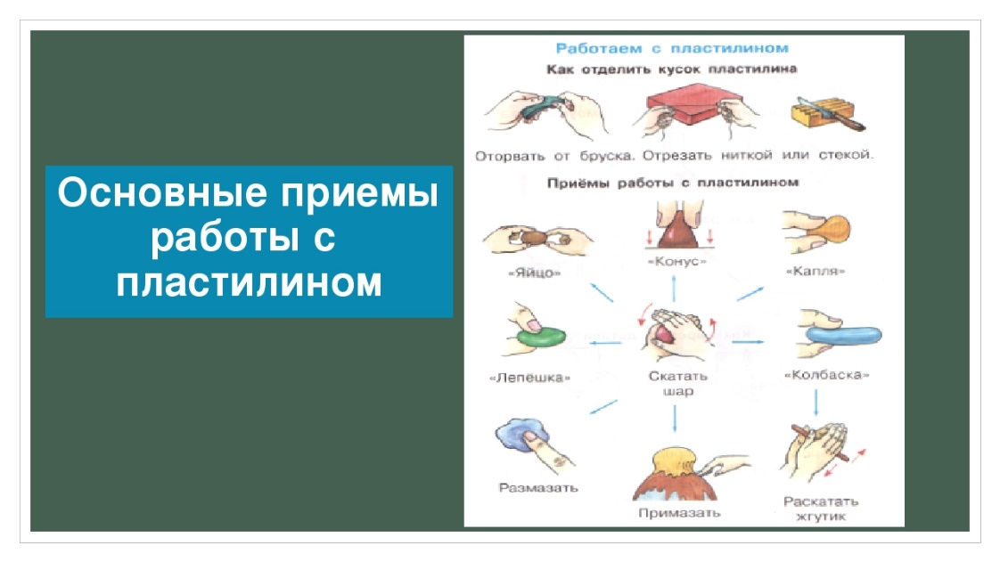 Основные приемы
работы с
пластилином
Работаем с пластилином
Как отделить кусок пластилина
Оторвать от бруска. Отрезать ниткой или стекой.
Приёмы работы с пластилином
«Яйцо»
«Конус»
«Капля»
«Лепёшка»
Скатать
шар
«Колбаска»
Размазать
Примазать
Раскатать
жгутик